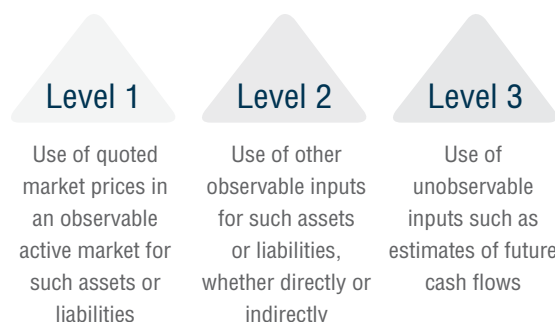 Level 1
Use of quoted
market prices in
an observable
active market for
such assets or
liabilities
Level 2
Use of other
observable inputs
for such assets
or liabilities,
whether directly or
indirectly
Level 3
Use of
unobservable
inputs such as
estimates of future
cash flows